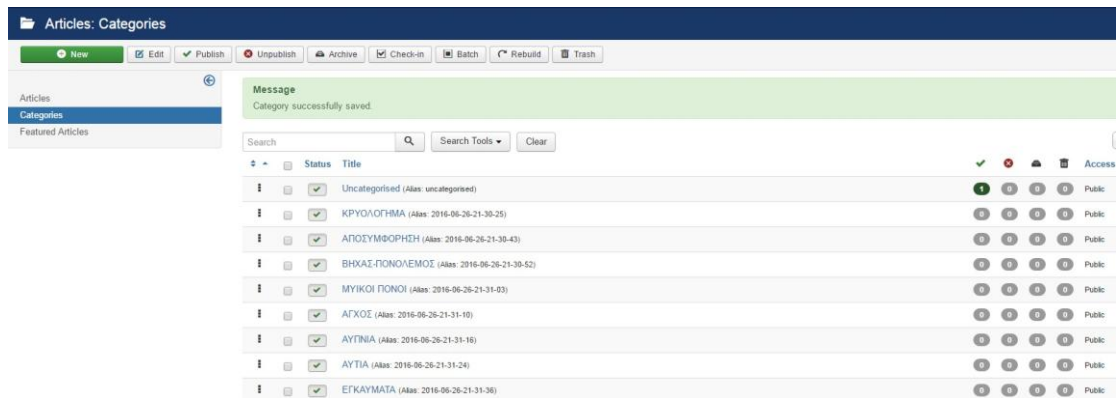 Articles: Categories
New Edit Publish Unpublish Archive Check-in Batch Rebuild Trash
Articles
Categories
Featured Articles
Message
Category successfully saved.
Search Search Tools Clear
Status Title Access
Uncategorised (Alias: uncategorised) 1 0 0 0 Public
ΚΡΥΟΛΟΓΗΜΑ (Alias: 2016-06-26-21-30-25) 0 0 0 0 Public
ΑΠΟΣΥΜΦΟΡΗΣΗ (Alias: 2016-06-26-21-30-43) 0 0 0 0 Public
ΒΗΧΑΣ-ΠΟΝΟΛΕΜΟΣ (Alias: 2016-06-26-21-30-52) 0 0 0 0 Public
ΜΥΙΚΟΙ ΠΟΝΟΙ (Alias: 2016-06-26-21-31-03) 0 0 0 0 Public
ΑΓΧΟΣ (Alias: 2016-06-26-21-31-10) 0 0 0 0 Public
ΑΥΠΝΙΑ (Alias: 2016-06-26-21-31-16) 0 0 0 0 Public
ΑΥΤΙΑ (Alias: 2016-06-26-21-31-24) 0 0 0 0 Public
ΕΓΚΑΥΜΑΤΑ (Alias: 2016-06-26-21-31-36) 0 0 0 0 Public